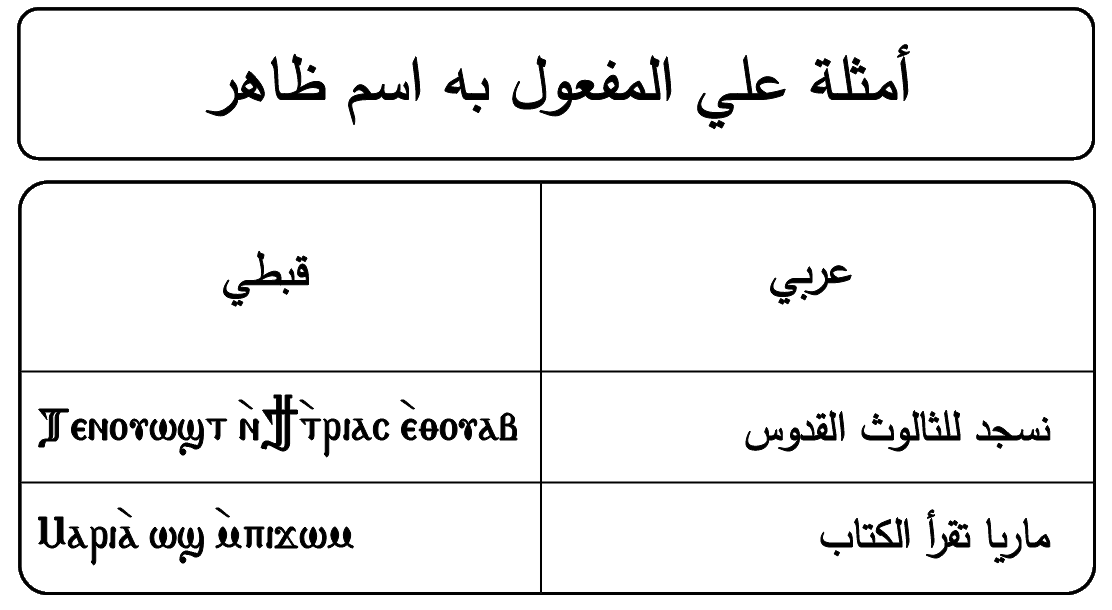 أمثلة علي المفعول به اسم ظاهر
عربي قبطي
نسجد للثالوث القدوس Ⲧⲉⲛⲟⲩⲱϣⲧ ⲛ̀Ϯⲧ̀ⲣⲓⲁⲥ ⲉ̀ⲑⲟⲩⲁⲃ
ماريا تقرأ الكتاب Ⲙⲁⲣⲓⲁ̀ ⲱϣ ⲙ̀ⲡⲓϫⲱⲙ